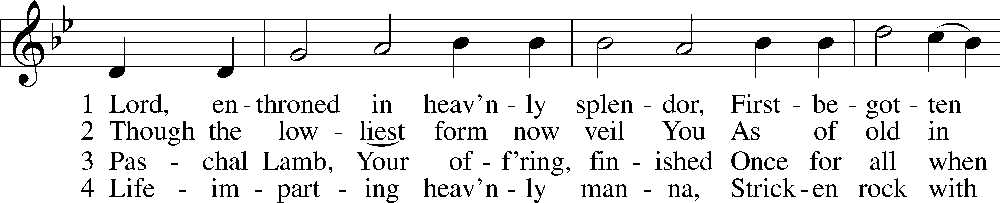 1 Lord, en - throned in heav'n - ly splen - dor, First - be - got - ten
2 Though the low - liest form now veil You As of old in
3 Pas - chal Lamb, Your of - f'ring, fin - ished Once for all when
4 Life - im - part - ing heav'n - ly man - na, Strick - en rock with